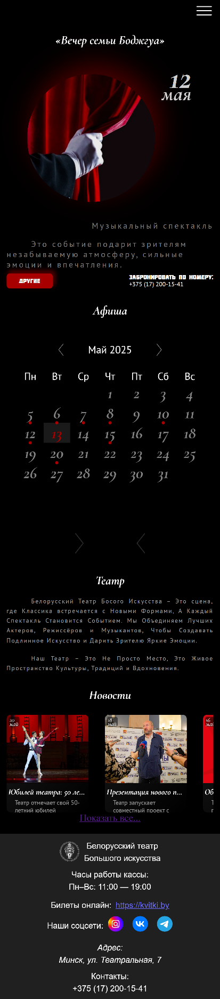 «Вечер семьи Боджгуа»
12
мая
Музыкальный спектакль
Это событие подарит зрителям
незабываемую атмосферу, сильные
эмоции и впечатления.
ДРУГИЕ
ЗАБРОНИРОВАТЬ ПО НОМЕРУ:
+375 (17) 200-15-41
Афиша
Май 2025
Пн Вт Ср Чт Пт Сб Вс
1 2 3 4
5 6 7 8 9 10 11
12 13 14 15 16 17 18
19 20 21 22 23 24 25
26 27 28 29 30 31
Театр
Белорусский Театр Босого Искусства – Это сцена,
где Классика встречается с Новыми Формами, А Каждый
Спектакль Становится Событием. Мы Объединяем Лучших
Актеров, Режиссёров и Музыкантов, Чтобы Создавать
Подлинное Искусство и Дарить Зрителю Яркие Эмоции.
Наш Театр – Это Не Просто Место, Это Живое
Пространство Культуры, Традиций и Вдохновения.
Новости
20
май
18
май
16
май
Юбилей театра: 50 ле...
Презентация нового п...
Об
Театр отмечает свой 50-
летний юбилей
Театр запускает
совместный проект с
Показать все...
Белорусский театр
Большого искусства
Часы работы кассы:
Пн–Вс: 11:00 — 19:00
Билеты онлайн: https://kvitki.by
Наши соцсети:
Адрес:
Минск, ул. Театральная, 7
Контакты:
+375 (17) 200-15-41